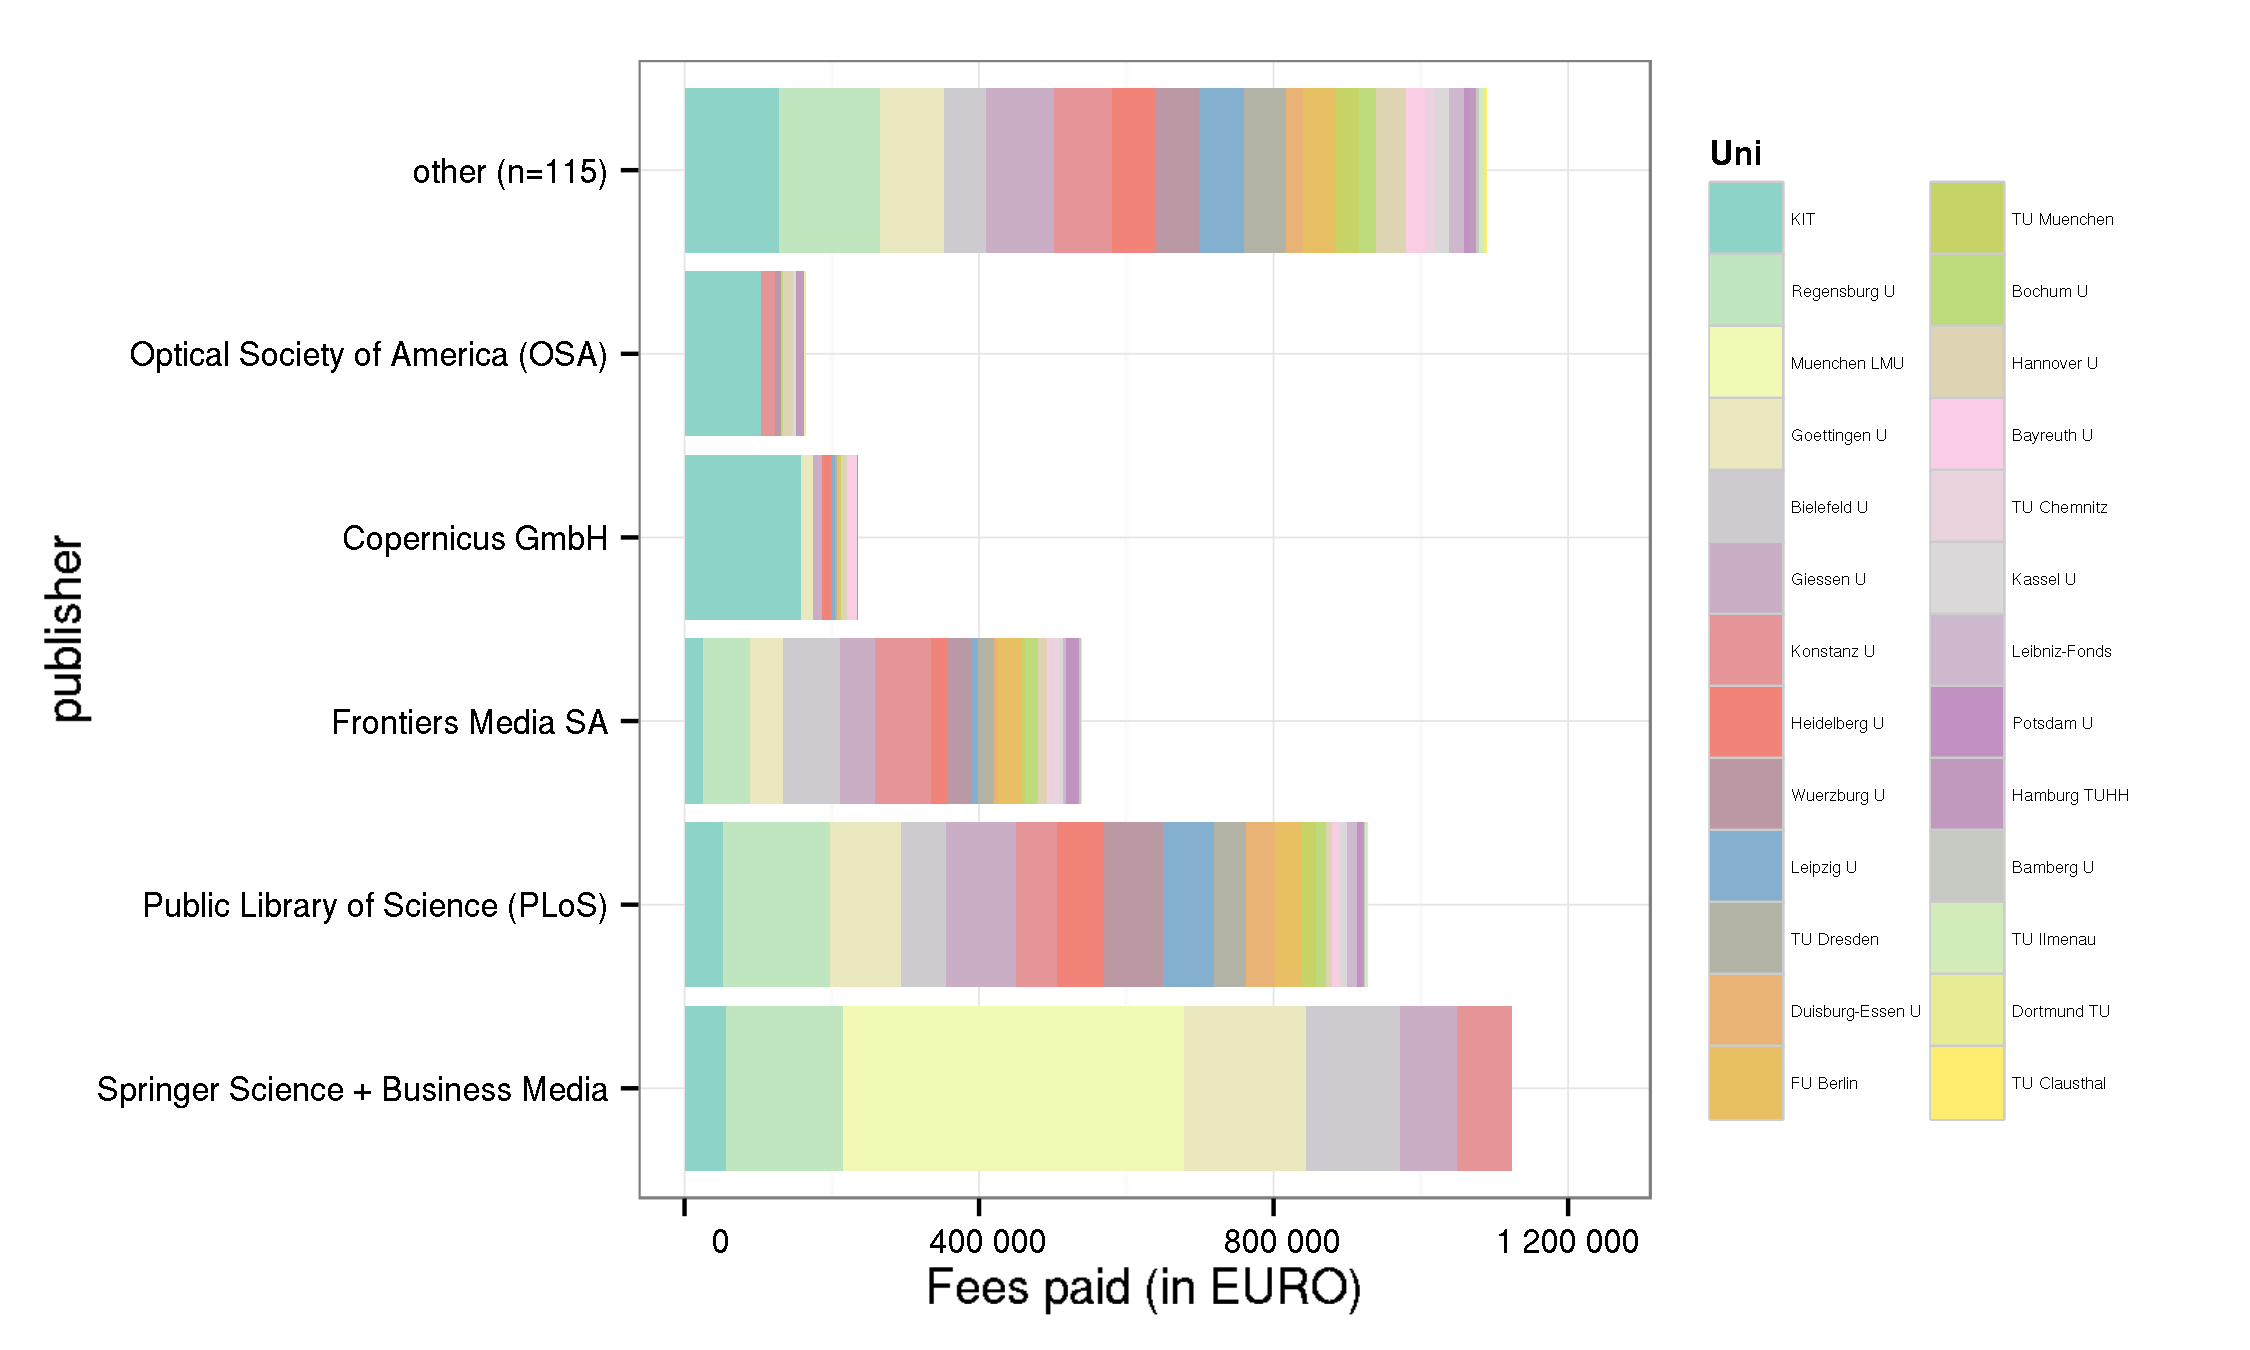 publisher
other (n=115)
Optical Society of America (OSA)
Copernicus GmbH
Frontiers Media SA
Public Library of Science (PLoS)
Springer Science + Business Media
0
400 000
800 000
1 200 000
Fees paid (in EURO)
Uni
KIT
Regensburg U
Muenchen LMU
Goettingen U
Bielefeld U
Giessen U
Konstanz U
Heidelberg U
Wuerzburg U
Leipzig U
TU Dresden
Duisburg-Essen U
FU Berlin
TU Muenchen
Bochum U
Hannover U
Bayreuth U
TU Chemnitz
Kassel U
Leibniz-Fonds
Potsdam U
Hamburg TUHH
Bamberg U
TU Ilmenau
Dortmund TU
TU Clausthal